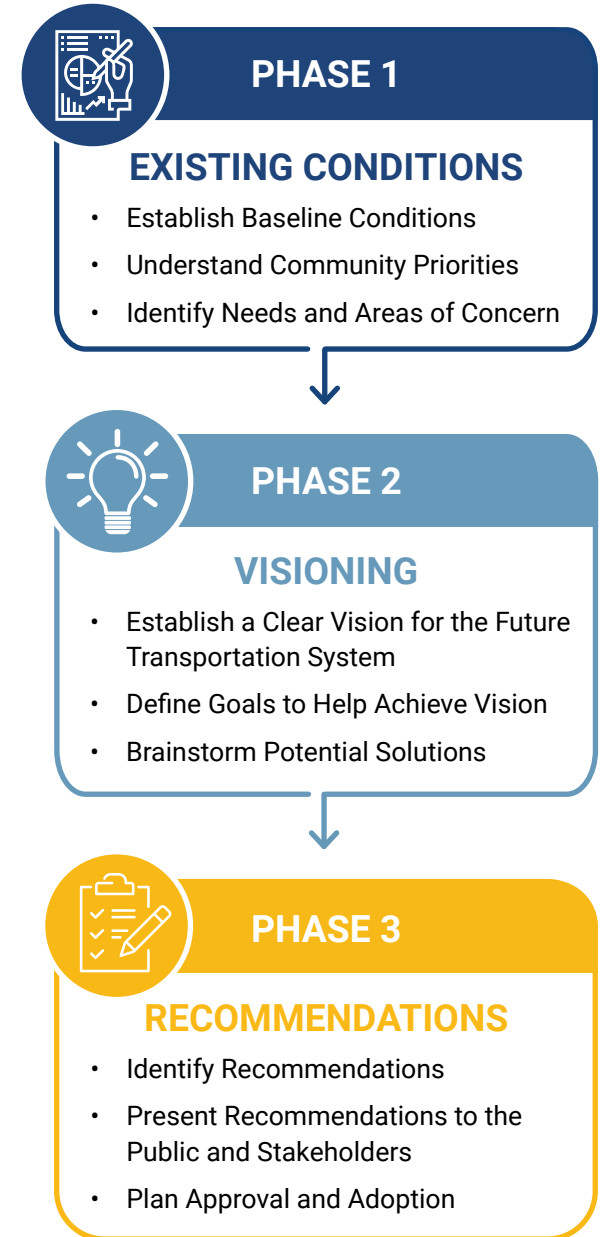 PHASE 1
EXISTING CONDITIONS
• Establish Baseline Conditions
• Understand Community Priorities
• Identify Needs and Areas of Concern
PHASE 2
VISIONING
• Establish a Clear Vision for the Future
Transportation System
• Define Goals to Help Achieve Vision
• Brainstorm Potential Solutions
PHASE 3
RECOMMENDATIONS
• Identify Recommendations
• Present Recommendations to the
Public and Stakeholders
• Plan Approval and Adoption